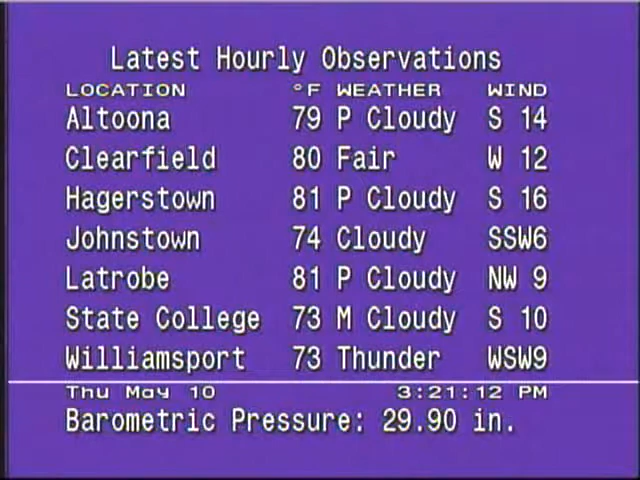 Latest Hourly Observations
LOCATION °F WEATHER WIND
Altoona 79 P Cloudy S 14
Clearfield 80 Fair W 12
Hagerstown 81 P Cloudy S 16
Johnstown 74 Cloudy SSW6
Latrobe 81 P Cloudy NW 9
State College 73 M Cloudy S 10
Williamsport 73 Thunder WSW9
Thu May 10 3:21:12 PM
Barometric Pressure: 29.90 in.